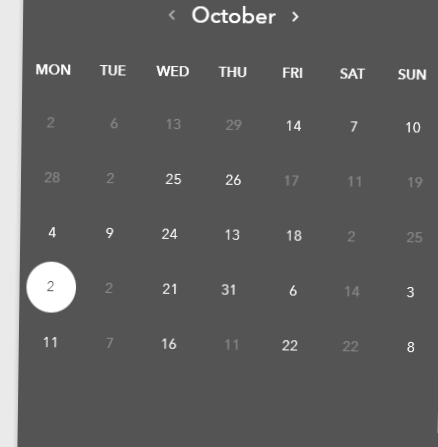 ‹ October ›
MON TUE WED THU FRI SAT SUN
2 6 13 29 14 7 10
28 2 25 26 17 11 19
4 9 24 13 18 2 25
2 2 21 31 6 14 3
11 7 16 11 22 22 8